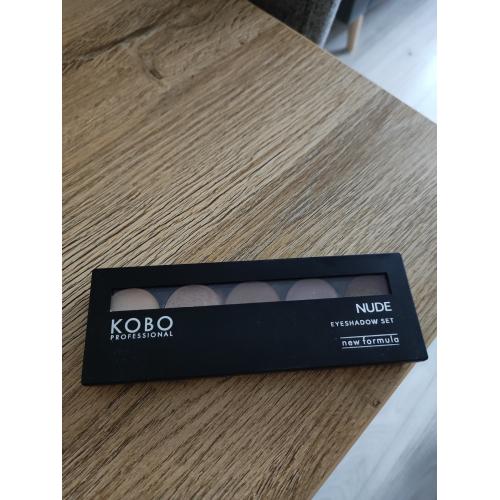 KOBO
PROFESSIONAL
NUDE
EYESHADOW SET
new formula